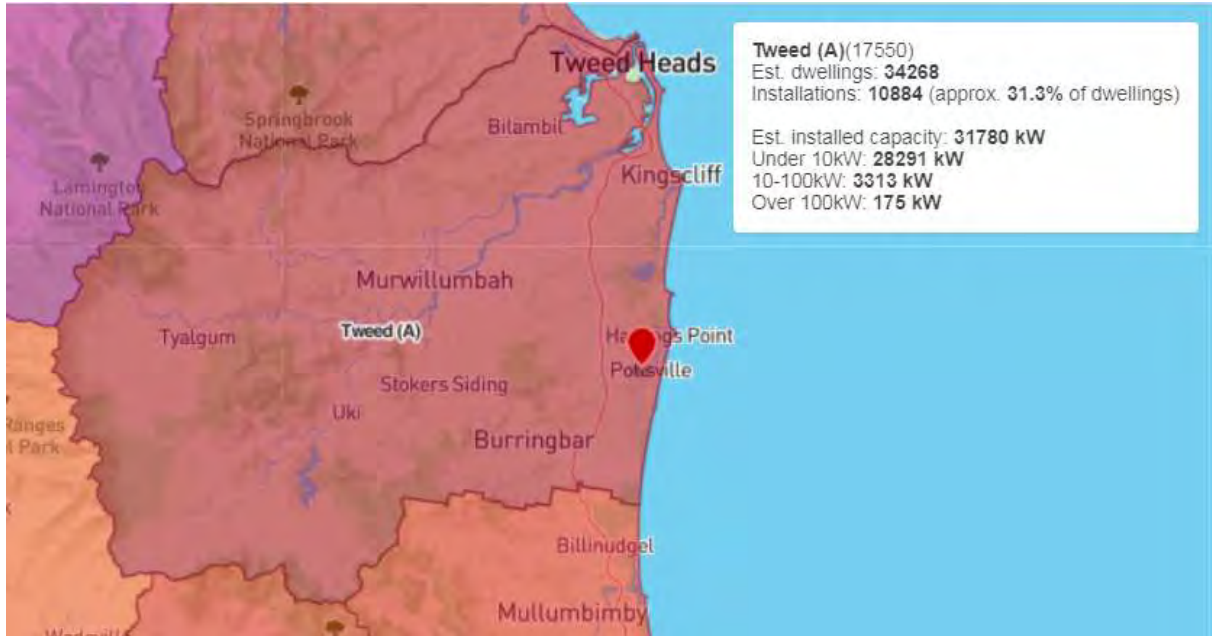 Tweed Heads
Springbrook
National Park
Bilambil
Lamington
National Park
Kingscliff
Murwillumbah
Tyalgum
Tweed (A)
Point
Stokers Siding
Uki
Ranges
Park
Burringbar
Billinudgel
Mullumbimby
Tweed (A)(17550)
Est. dwellings: 34268
Installations: 10884 (approx. 31.3% of dwellings)
Est. installed capacity: 31780 kW
Under 10kW: 28291 kW
10-100kW: 3313 kW
Over 100kW: 175 kW